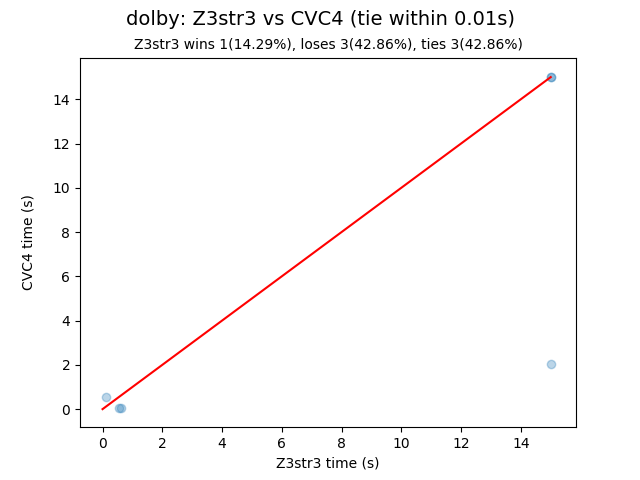 dolby: Z3str3 vs CVC4 (tie within 0.01s)
Z3str3 wins 1(14.29%), loses 3(42.86%), ties 3(42.86%)
14
12
10
8
6
4
2
0
CVC4 time (s)
0 2 4 6 8 10 12 14
Z3str3 time (s)